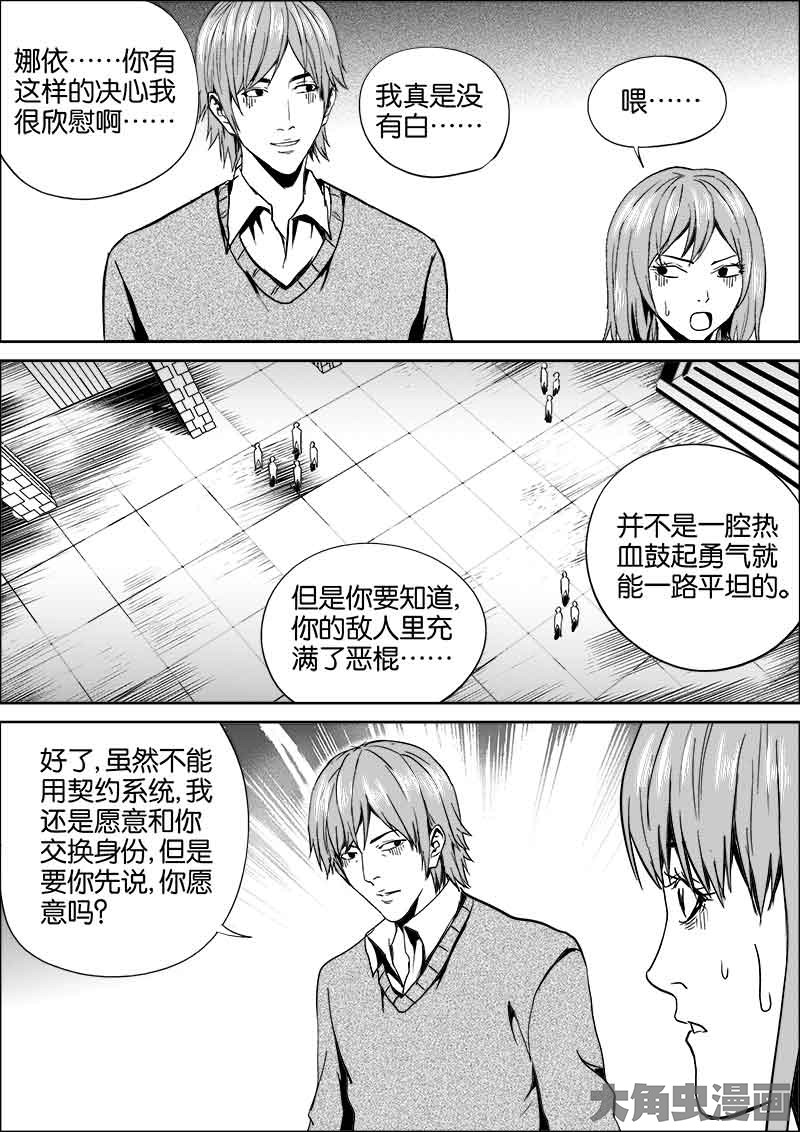 娜依……你有
这样的决心我
很欣慰啊……
我真是没
有白……
喂……
并不是一腔热
血鼓起勇气就
能一路平坦的。
但是你要知道，
你的敌人里充
满了恶棍……
好了，虽然不能
用契约系统，我
还是愿意和你
交换身份，但是
要你先说，你愿
意吗？
大角虫漫画